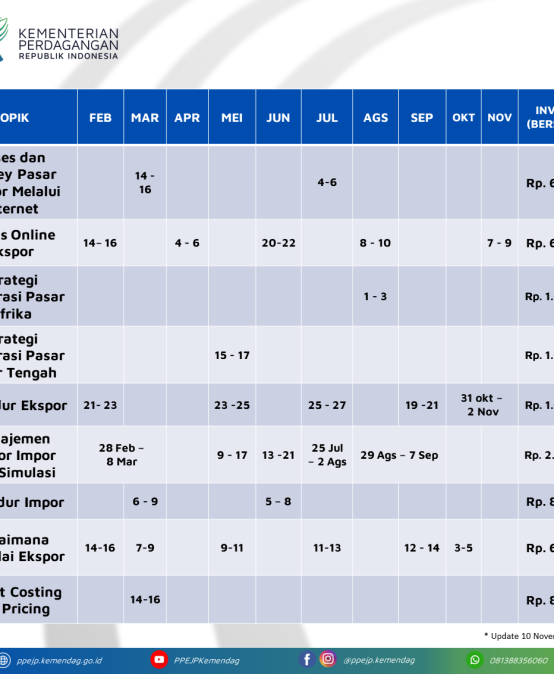 KEMENTERIAN
PERDAGANGAN
REPUBLIK INDONESIA
OPIK FEB MAR APR MEI JUN JUL AGS SEP OKT NOV INV
(BERS
ses dan
ey Pasar
or Melalui
ternet
14 -
16
4-6
Rp. 6
s Online
kspor
14– 16 4 - 6 20-22 8 - 10 7 - 9 Rp. 6
rategi
rasi Pasar
frika
1 - 3 Rp. 1.
rategi
rasi Pasar
r Tengah
15 - 17 Rp. 1.
dur Ekspor 21- 23 23 -25 25 - 27 19 -21 31 okt –
2 Nov
Rp. 1.
najemen
or Impor
Simulasi
28 Feb –
8 Mar
9 - 17 13 -21 25 Jul
– 2 Ags
29 Ags – 7 Sep Rp. 2.
dur Impor 6 - 9 5 – 8 Rp. 8
aimana
lai Ekspor
14-16 7-9 9-11 11-13 12 - 14 3-5 Rp. 6
t Costing
Pricing
14-16 Rp. 8
* Update 10 Nove
ppejp.kemendag.go.id PPEJPKemendag @ppejp.kemendag 081388356060